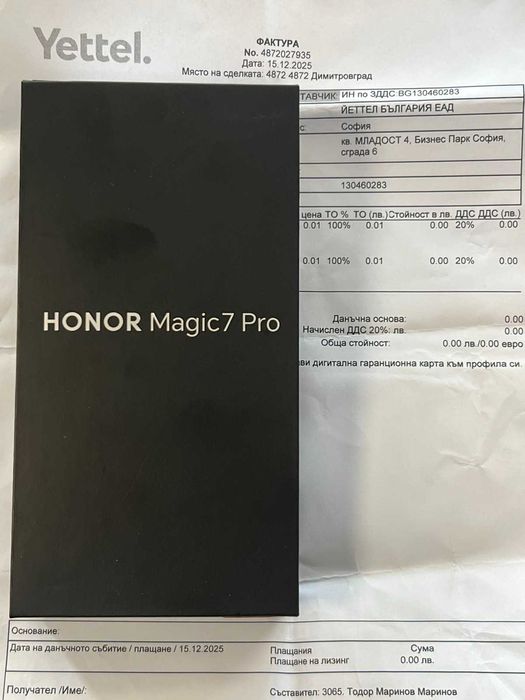 Yettel.
ФАКТУРА
No. 4872027935
Дата: 15.12.2025
Място на сделката: 4872 4872 Димитровград
ТАВЧИК ИН по ЗДДС BG130460283
ЙЕТТЕЛ БЪЛГАРИЯ ЕАД
с: София
кв. МЛАДОСТ 4, Бизнес Парк София,
сграда 6
130460283
цена ТО % ТО (лв.) Стойност в лв. ДДС ДДС (лв.)
0.01 100% 0.01 0.00 20% 0.00
0.01 100% 0.01 0.00 20% 0.00
HONOR Magic7 Pro
Данъчна основа: 0.00
Начислен ДДС 20%: лв. 0.00
Обща стойност: 0.00 лв./0.00 евро
ви дигитална гаранционна карта към профила си.
Основание:
Дата на данъчното събитие / плащане / 15.12.2025
Плащания Сума
Плащане на лизинг 0.00 лв.
Получател /Име/: Съставител: 3065. Тодор Маринов Маринов